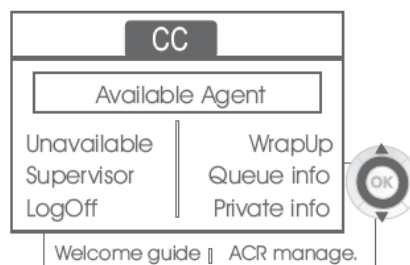 CC
Available Agent
Unavailable WrapUp
Supervisor Queue info
LogOff Private info
OK
Welcome guide ACR manage.